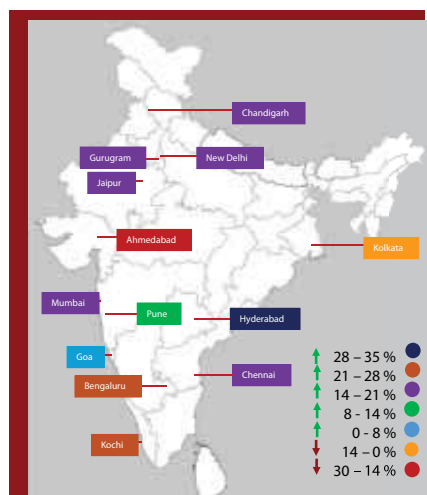 Chandigarh
Gurugram
New Delhi
Jaipur
Ahmedabad
Kolkata
Mumbai
Pune
Hyderabad
Goa
Chennai
Bengaluru
Kochi
28 – 35 %
21 – 28 %
14 – 21 %
8 - 14 %
0 - 8 %
14 – 0 %
30 – 14 %